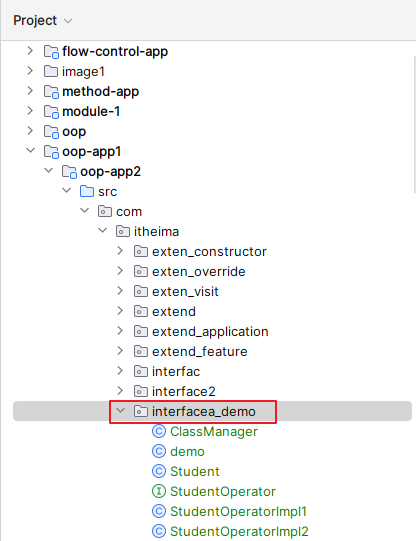 Project
flow-control-app
image1
method-app
module-1
oop
oop-app1
oop-app2
src
com
itheima
exten_constructor
exten_override
exten_visit
extend
extend_application
extend_feature
interfac
interface2
interfacea_demo
C ClassManager
C demo
C Student
I StudentOperator
C StudentOperatorImpl1
C StudentOperatorImpl2